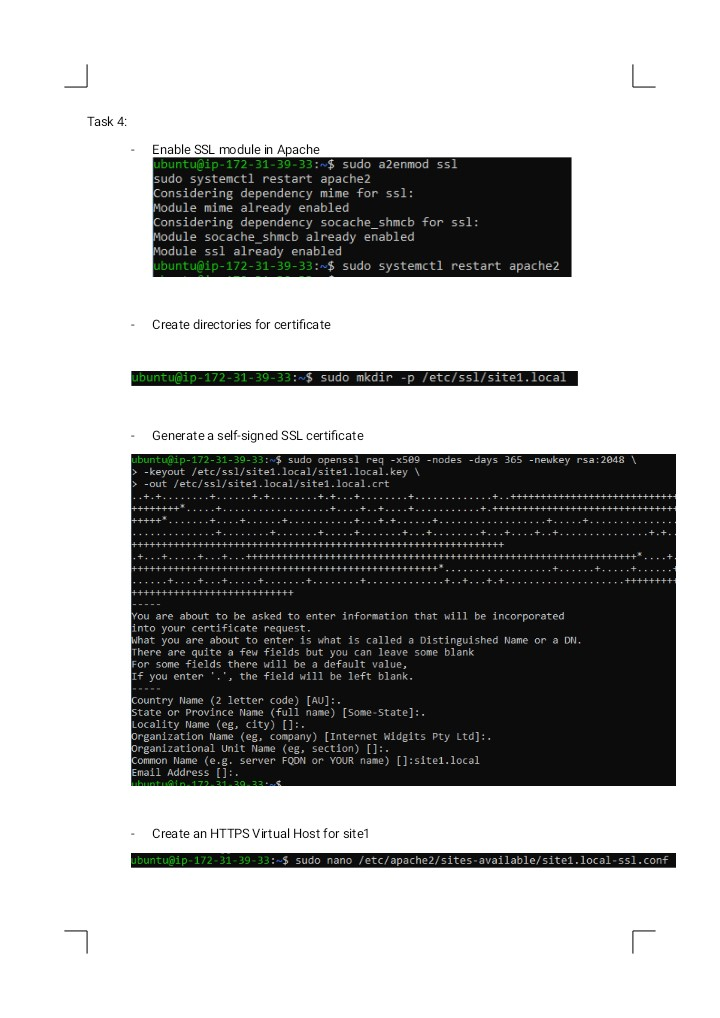 Task 4:
- Enable SSL module in Apache
ubuntu@ip-172-31-39-33:~$ sudo a2enmod ssl
sudo systemctl restart apache2
Considering dependency mime for ssl:
Module mime already enabled
Considering dependency socache_shmcb for ssl:
Module socache_shmcb already enabled
Module ssl already enabled
ubuntu@ip-172-31-39-33:~$ sudo systemctl restart apache2
- Create directories for certificate
ubuntu@ip-172-31-39-33:~$ sudo mkdir -p /etc/ssl/site1.local
- Generate a self-signed SSL certificate
ubuntu@ip-172-31-39-33:~$ sudo openssl req -x509 -nodes -days 365 -newkey rsa:2048 \
> -keyout /etc/ssl/site1.local/site1.local.key \
> -out /etc/ssl/site1.local/site1.local.crt
-----
You are about to be asked to enter information that will be incorporated
into your certificate request.
What you are about to enter is what is called a Distinguished Name or a DN.
There are quite a few fields but you can leave some blank
For some fields there will be a default value,
If you enter '.', the field will be left blank.
-----
Country Name (2 letter code) [AU]:.
State or Province Name (full name) [Some-State]:.
Locality Name (eg, city) []:.
Organization Name (eg, company) [Internet Widgits Pty Ltd]:.
Organizational Unit Name (eg, section) []:.
Common Name (e.g. server FQDN or YOUR name) []:site1.local
Email Address []:.
ubuntu@ip-172-31-39-33:~$
- Create an HTTPS Virtual Host for site1
ubuntu@ip-172-31-39-33:~$ sudo nano /etc/apache2/sites-available/site1.local-ssl.conf